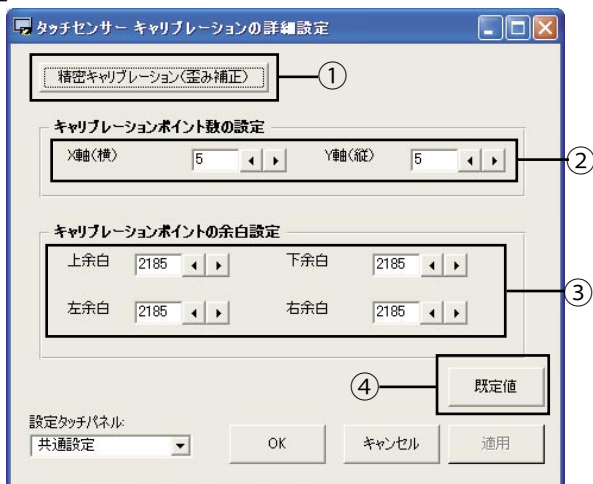 タッチセンサー キャリブレーションの詳細設定
精密キャリブレーション(歪み補正)
①
キャリブレーションポイント数の設定
X軸(横) 5 Y軸(縦) 5
②
キャリブレーションポイントの余白設定
上余白 2185 下余白 2185
左余白 2185 右余白 2185
③
④
既定値
設定タッチパネル:
共通設定 OK キャンセル 適用